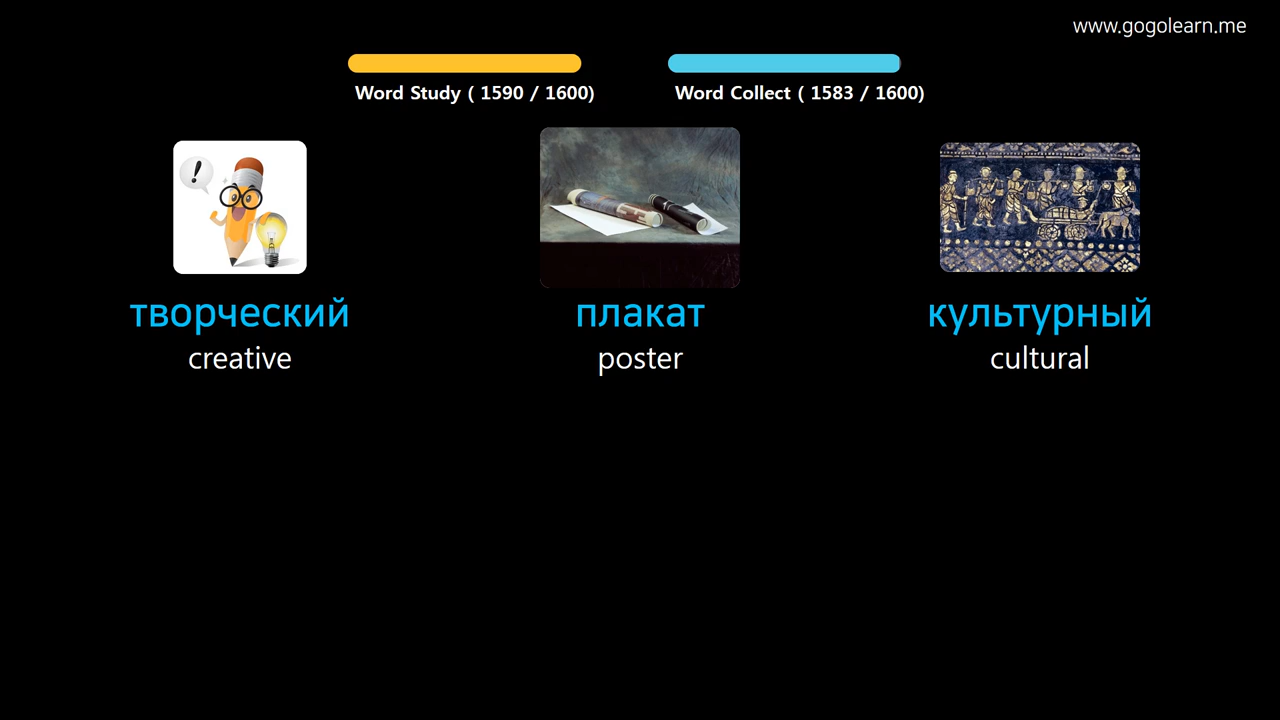 www.gogolearn.me
Word Study ( 1590 / 1600)
Word Collect ( 1583 / 1600)
творческий
плакат
культурный
creative
poster
cultural